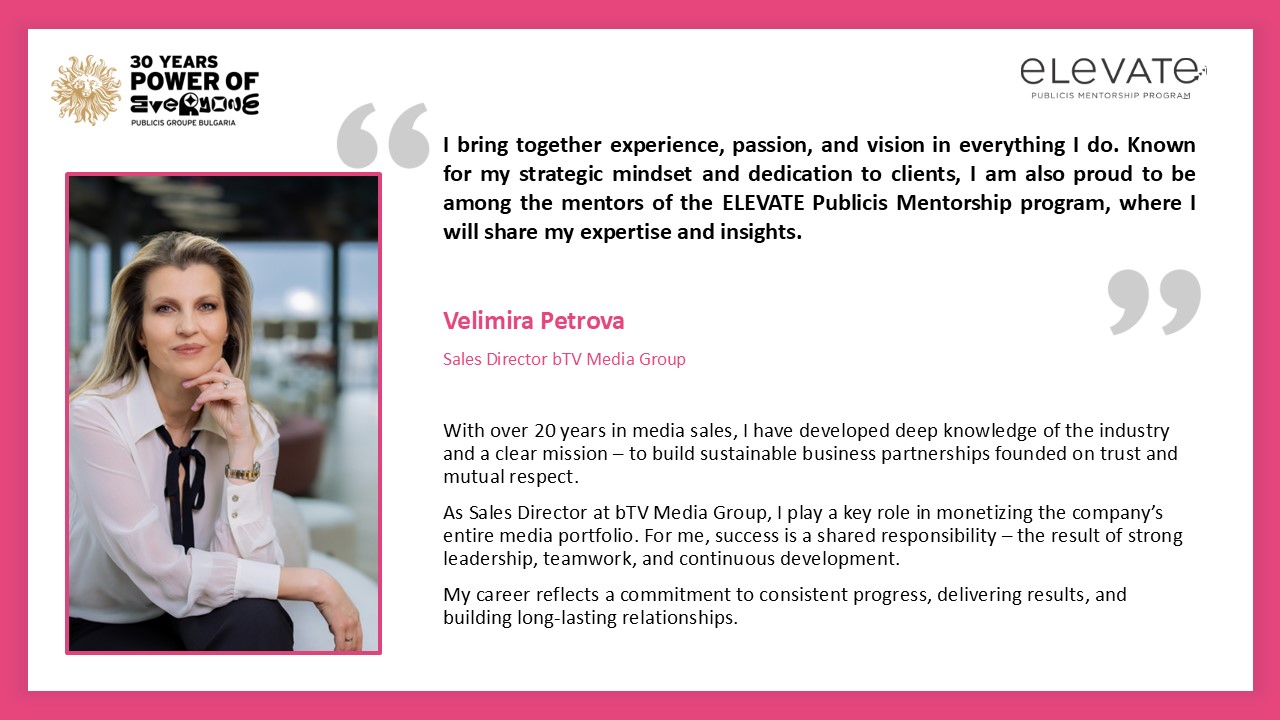 30 YEARS
POWER OF
EVERYONE
PUBLICIS GROUPE BULGARIA
ELEVATE
PUBLICIS MENTORSHIP PROGRAM
“
I bring together experience, passion, and vision in everything I do. Known
for my strategic mindset and dedication to clients, I am also proud to be
among the mentors of the ELEVATE Publicis Mentorship program, where I
will share my expertise and insights.
”
Velimira Petrova
Sales Director bTV Media Group
With over 20 years in media sales, I have developed deep knowledge of the industry
and a clear mission – to build sustainable business partnerships founded on trust and
mutual respect.
As Sales Director at bTV Media Group, I play a key role in monetizing the company’s
entire media portfolio. For me, success is a shared responsibility – the result of strong
leadership, teamwork, and continuous development.
My career reflects a commitment to consistent progress, delivering results, and
building long-lasting relationships.